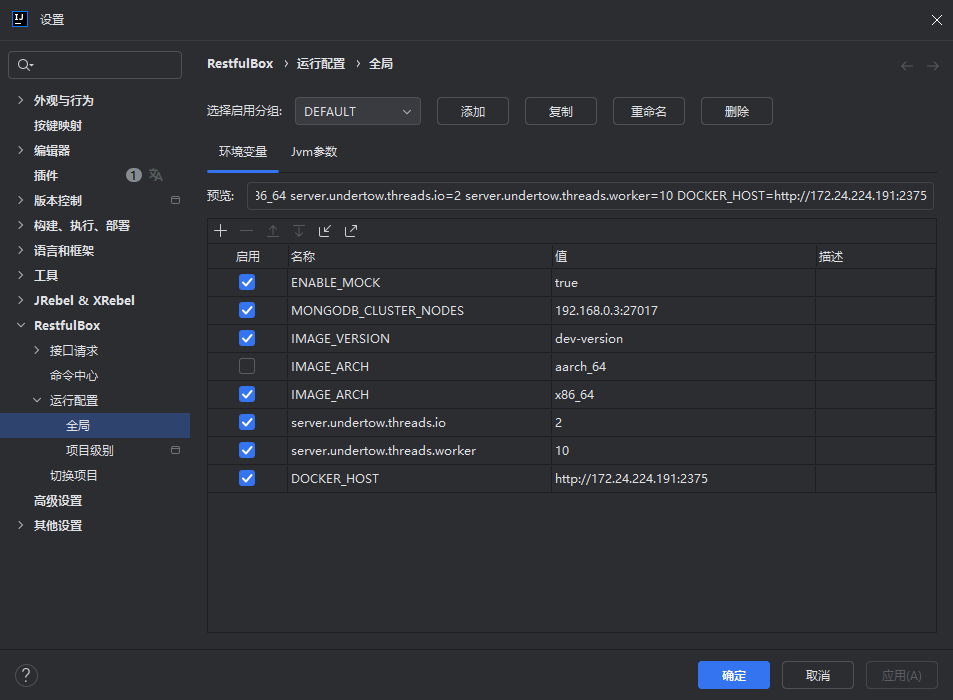 设置
RestfulBox › 运行配置 › 全局
外观与行为
按键映射
编辑器
插件 1
版本控制
构建、执行、部署
语言和框架
工具
JRebel & XRebel
RestfulBox
接口请求
命令中心
运行配置
全局
项目级别
切换项目
高级设置
其他设置
选择启用分组: DEFAULT 添加 复制 重命名 删除
环境变量 Jvm参数
预览: 36_64 server.undertow.threads.io=2 server.undertow.threads.worker=10 DOCKER_HOST=http://172.24.224.191:2375
启用 名称 值 描述
ENABLE_MOCK true
MONGODB_CLUSTER_NODES 192.168.0.3:27017
IMAGE_VERSION dev-version
IMAGE_ARCH aarch_64
IMAGE_ARCH x86_64
server.undertow.threads.io 2
server.undertow.threads.worker 10
DOCKER_HOST http://172.24.224.191:2375
? 确定 取消 应用(A)